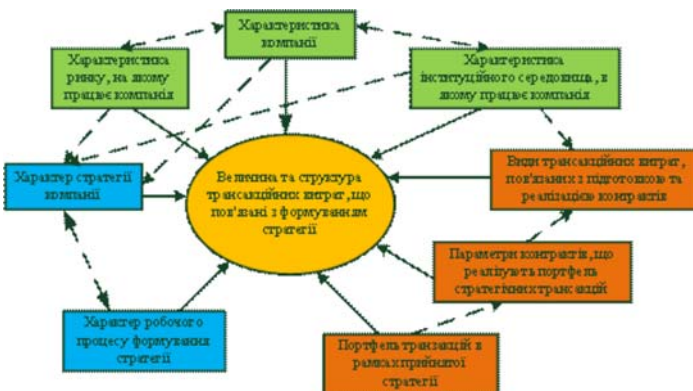 Характеристика
компанії
Характеристика
ринку, на якому
працює компанія
Характеристика
інституційного середовища, в
якому працює компанія
Характер стратегії
компанії
Величина та структура
трансакційних витрат, що
пов'язані з формуванням
стратегії
Види трансакційних витрат,
пов'язаних з підготовкою та
реалізацією контрактів
Параметри контрактів, що
реалізують портфель
стратегічних трансакцій
Характер робочого
процесу формування
стратегії
Портфель транзакцій в
рамках прийнятої
стратегії